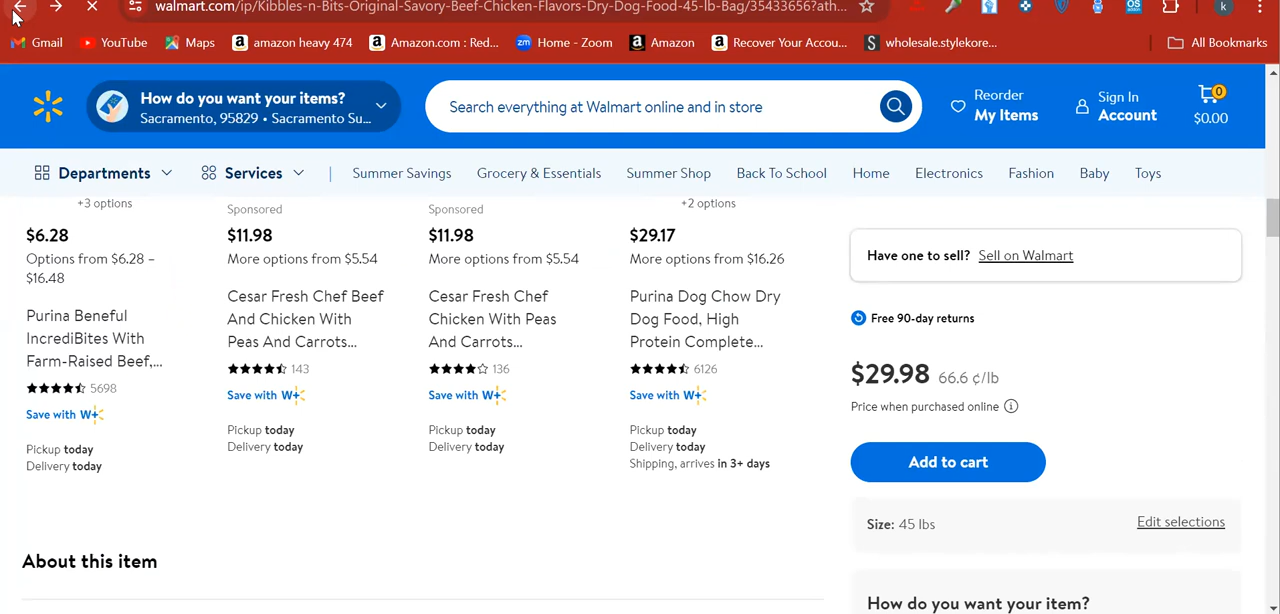 walmart.com/ip/Kibbles-n-Bits-Original-Savory-Beef-Chicken-Flavors-Dry-Dog-Food-45-lb-Bag/35433656?ath...
k
Gmail YouTube Maps amazon heavy 474 Amazon.com : Red... Home - Zoom Amazon Recover Your Accou... wholesale.stylekore... All Bookmarks
How do you want your items?
Sacramento, 95829 • Sacramento Su...
Search everything at Walmart online and in store
Reorder
My Items
Sign In
Account
0
$0.00
Departments Services Summer Savings Grocery & Essentials Summer Shop Back To School Home Electronics Fashion Baby Toys
+3 options
$6.28
Options from $6.28 –
$16.48
Purina Beneful
IncrediBites With
Farm-Raised Beef,...
5698
Save with W+
Pickup today
Delivery today
Sponsored
$11.98
More options from $5.54
Cesar Fresh Chef Beef
And Chicken With
Peas And Carrots...
143
Save with W+
Pickup today
Delivery today
Sponsored
$11.98
More options from $5.54
Cesar Fresh Chef
Chicken With Peas
And Carrots...
136
Save with W+
Pickup today
Delivery today
+2 options
$29.17
More options from $16.26
Purina Dog Chow Dry
Dog Food, High
Protein Complete...
6126
Save with W+
Pickup today
Delivery today
Shipping, arrives in 3+ days
About this item
Have one to sell? Sell on Walmart
Free 90-day returns
$29.98 66.6 ¢/lb
Price when purchased online
Add to cart
Size: 45 lbs
Edit selections
How do you want your item?